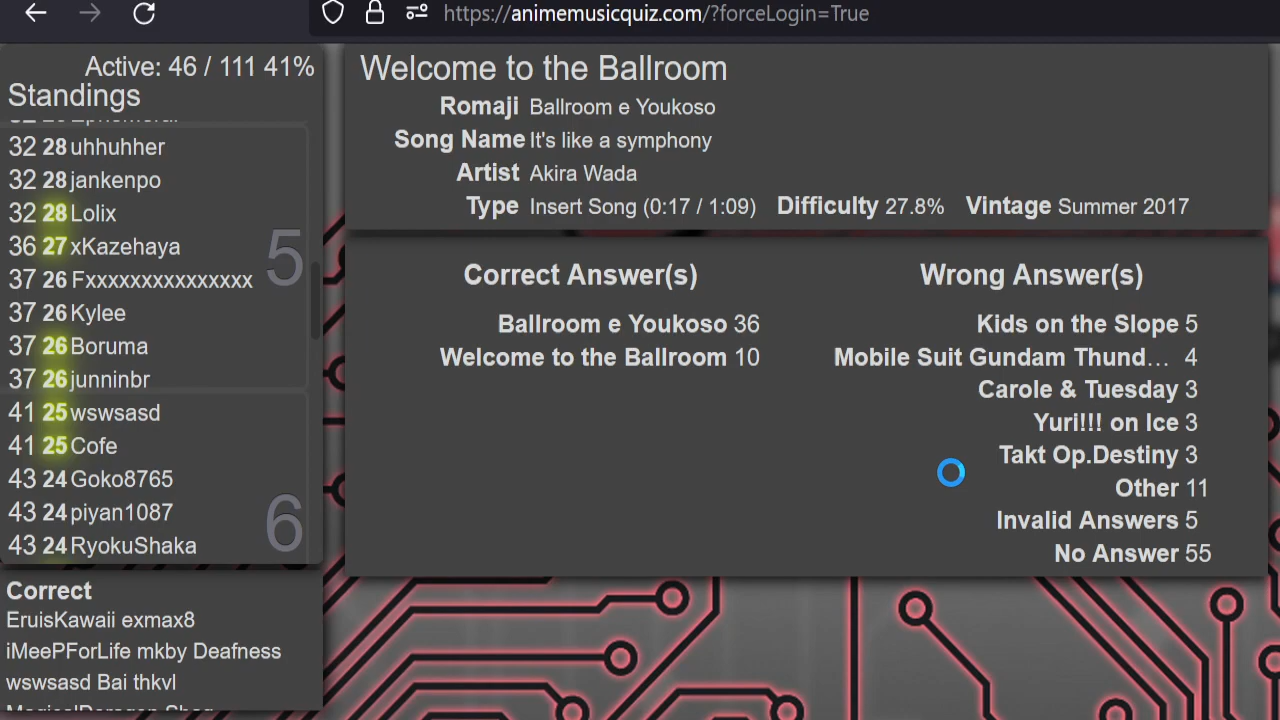 https://animemusicquiz.com/?forceLogin=True
Active: 46 / 111 41%
Standings
32 28 uhhuhher
32 28 jankenpo
32 28 Lolix
36 27 xKazehaya
5
37 26 Fxxxxxxxxxxxxxxx
37 26 Kylee
37 26 Boruma
37 26 junninbr
41 25 wswsasd
41 25 Cofe
43 24 Goko8765
43 24 piyan1087
6
43 24 RyokuShaka
Correct
EruisKawaii exmax8
iMeePForLife mkby Deafness
wswsasd Bai thkvl
Welcome to the Ballroom
Romaji Ballroom e Youkoso
Song Name It's like a symphony
Artist Akira Wada
Type Insert Song (0:17 / 1:09) Difficulty 27.8% Vintage Summer 2017
Correct Answer(s)
Ballroom e Youkoso 36
Welcome to the Ballroom 10
Wrong Answer(s)
Kids on the Slope 5
Mobile Suit Gundam Thund... 4
Carole & Tuesday 3
Yuri!!! on Ice 3
Takt Op.Destiny 3
Other 11
Invalid Answers 5
No Answer 55